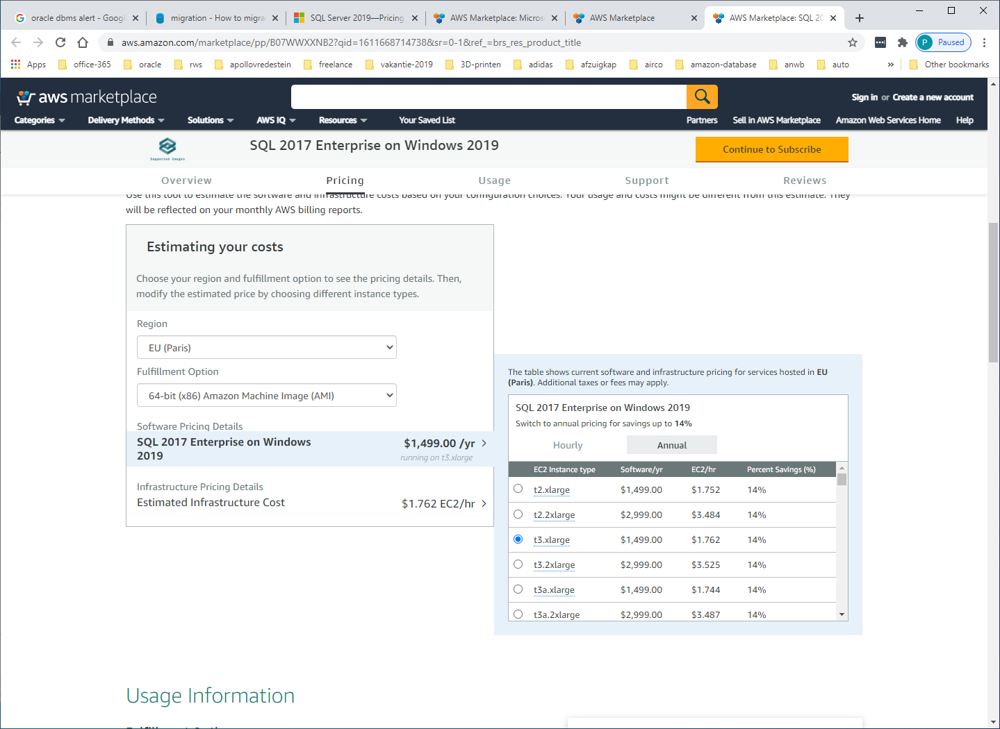 oracle dbms alert - Goog
migration - How to migra
SQL Server 2019—Pricing
AWS Marketplace: Micros
AWS Marketplace
AWS Marketplace: SQL 20
aws.amazon.com/marketplace/pp/B07WWXXNB2?qid=1611668714738&sr=0-1&ref_=brs_res_product_title
P Paused
Apps
office-365
oracle
rws
apollovredestein
freelance
vakantie-2019
3D-printen
adidas
afzuigkap
airco
amazon-database
anwb
auto
»
Other bookmarks
aws marketplace
Sign in or Create a new account
Categories
Delivery Methods
Solutions
AWS IQ
Resources
Your Saved List
Partners
Sell in AWS Marketplace
Amazon Web Services Home
Help
Supported Images
SQL 2017 Enterprise on Windows 2019
Continue to Subscribe
Overview
Pricing
Usage
Support
Reviews
Use this tool to estimate the software and infrastructure costs based on your configuration choices. Your usage and costs might be different from this estimate. They
will be reflected on your monthly AWS billing reports.
Estimating your costs
Choose your region and fulfillment option to see the pricing details. Then,
modify the estimated price by choosing different instance types.
Region
EU (Paris)
Fulfillment Option
64-bit (x86) Amazon Machine Image (AMI)
Software Pricing Details
SQL 2017 Enterprise on Windows
2019
$1,499.00 /yr
running on t3.xlarge
Infrastructure Pricing Details
Estimated Infrastructure Cost
$1.762 EC2/hr
The table shows current software and infrastructure pricing for services hosted in EU
(Paris). Additional taxes or fees may apply.
SQL 2017 Enterprise on Windows 2019
Switch to annual pricing for savings up to 14%
Hourly
Annual
EC2 Instance type Software/yr EC2/hr Percent Savings (%)
t2.xlarge $1,499.00 $1.752 14%
t2.2xlarge $2,999.00 $3.484 14%
t3.xlarge $1,499.00 $1.762 14%
t3.2xlarge $2,999.00 $3.525 14%
t3a.xlarge $1,499.00 $1.744 14%
t3a.2xlarge $2,999.00 $3.487 14%
Usage Information